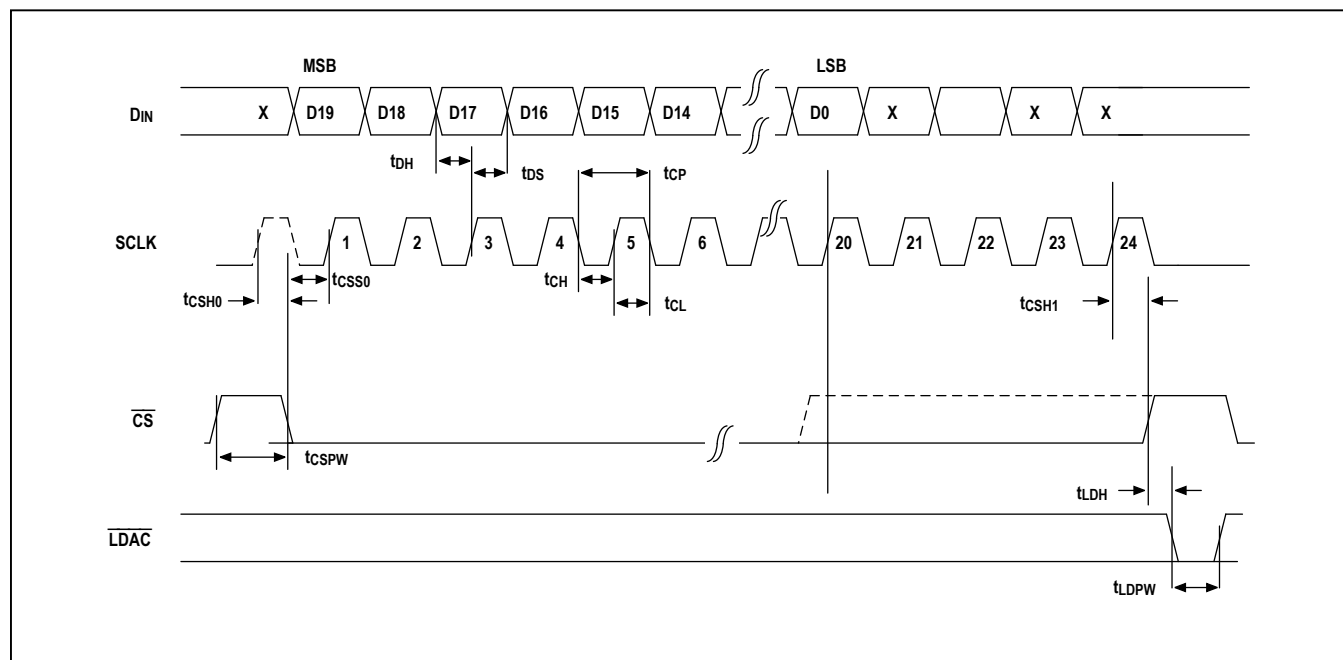 MSB LSB
DIN X D19 D18 D17 D16 D15 D14 D0 X X X
tDH tDS tCP
SCLK 1 2 3 4 5 6 20 21 22 23 24
tCSH0 tCSS0 tCH tCL tCSH1
CS
tCSPW
tLDH
LDAC
tLDPW